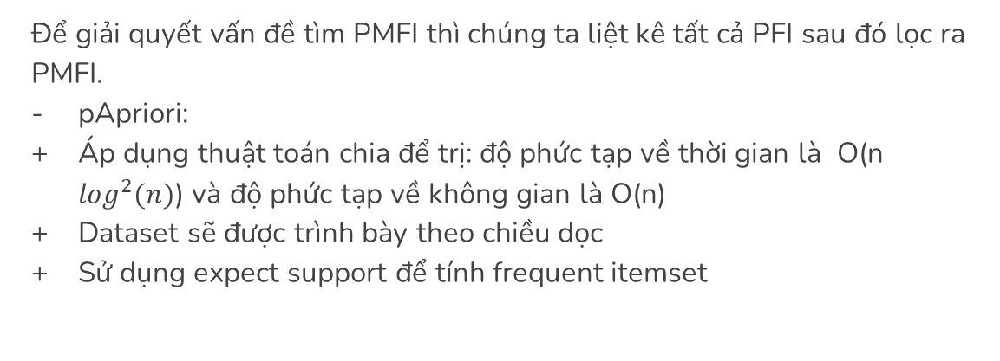 Để giải quyết vấn đề tìm PMFI thì chúng ta liệt kê tất cả PFI sau đó lọc ra
PMFI.
- pApriori:
+ Áp dụng thuật toán chia để trị: độ phức tạp về thời gian là O(n
log²(n)) và độ phức tạp về không gian là O(n)
+ Dataset sẽ được trình bày theo chiều dọc
+ Sử dụng expect support để tính frequent itemset